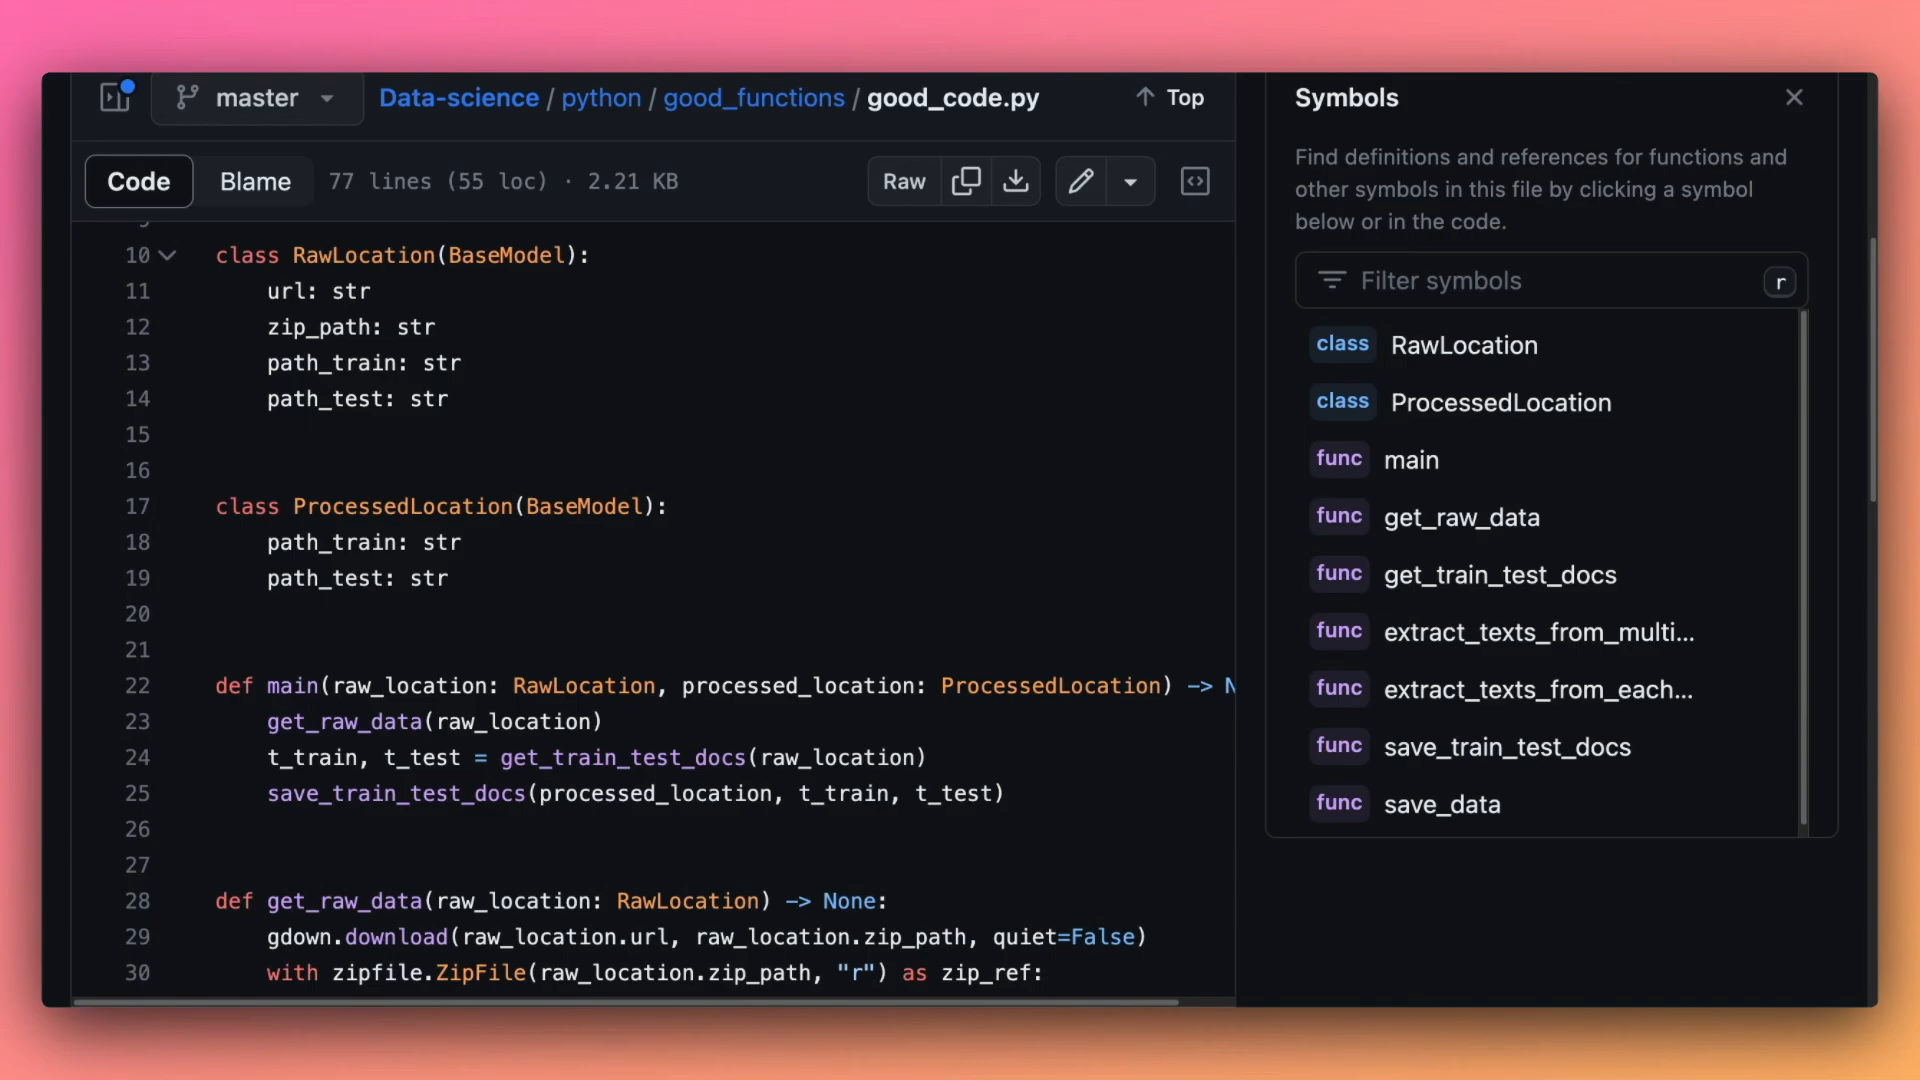 master Data-science / python / good_functions / good_code.py ↑ Top
Code Blame 77 lines (55 loc) · 2.21 KB Raw
10 class RawLocation(BaseModel):
11 url: str
12 zip_path: str
13 path_train: str
14 path_test: str
15
16
17 class ProcessedLocation(BaseModel):
18 path_train: str
19 path_test: str
20
21
22 def main(raw_location: RawLocation, processed_location: ProcessedLocation) -> N
23 get_raw_data(raw_location)
24 t_train, t_test = get_train_test_docs(raw_location)
25 save_train_test_docs(processed_location, t_train, t_test)
26
27
28 def get_raw_data(raw_location: RawLocation) -> None:
29 gdown.download(raw_location.url, raw_location.zip_path, quiet=False)
30 with zipfile.ZipFile(raw_location.zip_path, "r") as zip_ref:
Symbols
Find definitions and references for functions and
other symbols in this file by clicking a symbol
below or in the code.
Filter symbols r
class RawLocation
class ProcessedLocation
func main
func get_raw_data
func get_train_test_docs
func extract_texts_from_multi...
func extract_texts_from_each...
func save_train_test_docs
func save_data